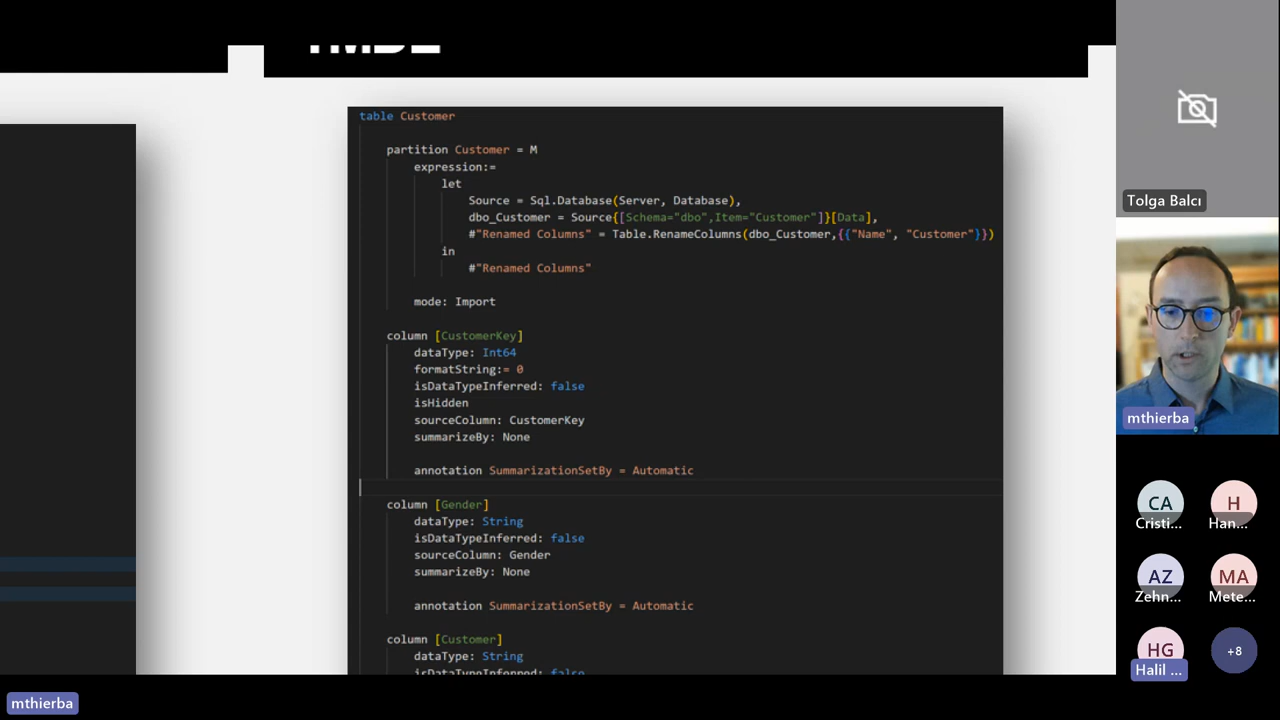 TMDL
table Customer
partition Customer = M
expression:=
let
Source = Sql.Database(Server, Database),
dbo_Customer = Source{[Schema="dbo",Item="Customer"]}[Data],
#"Renamed Columns" = Table.RenameColumns(dbo_Customer,{{"Name", "Customer"}})
in
#"Renamed Columns"
mode: Import
column [CustomerKey]
dataType: Int64
formatString:= 0
isDataTypeInferred: false
isHidden
sourceColumn: CustomerKey
summarizeBy: None
annotation SummarizationSetBy = Automatic
column [Gender]
dataType: String
isDataTypeInferred: false
sourceColumn: Gender
summarizeBy: None
annotation SummarizationSetBy = Automatic
column [Customer]
dataType: String
isDataTypeInferred: false
Tolga Balcı
mthierba
CA
Cristi...
H
Han...
AZ
Zehn...
MA
Mete...
HG
Halil ...
+8
mthierba